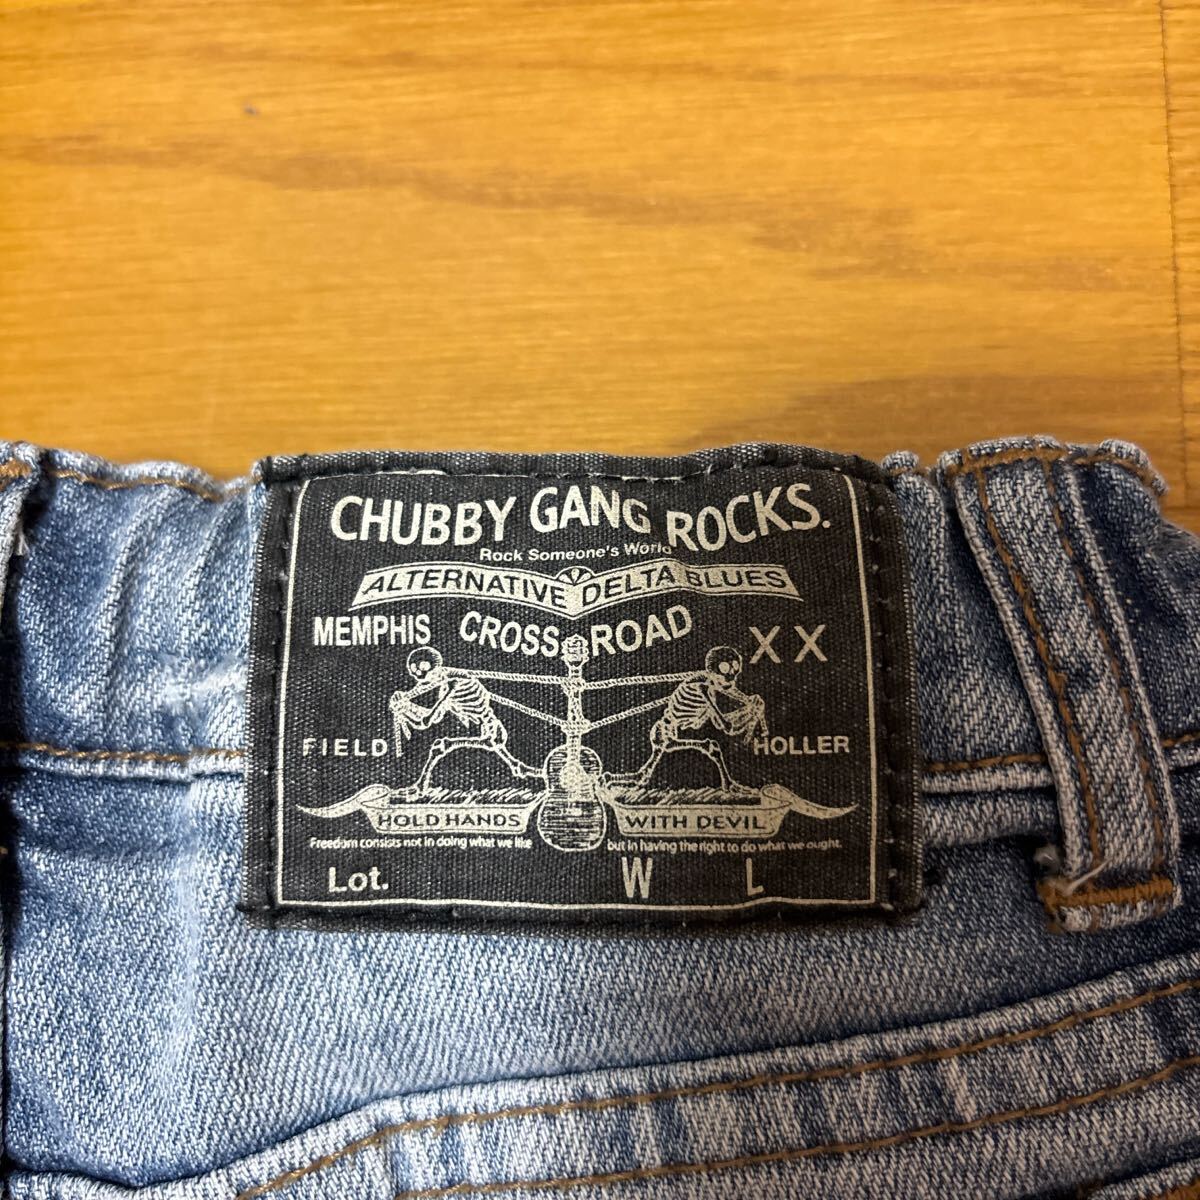 CHUBBY GANG ROCKS.
Rock Someone's World
ALTERNATIVE DELTA BLUES
MEMPHIS CROSS ROAD XX
FIELD HOLLER
HOLD HANDS WITH DEVIL
Freedom consists not in doing what we like but in having the right to do what we ought.
Lot. W L